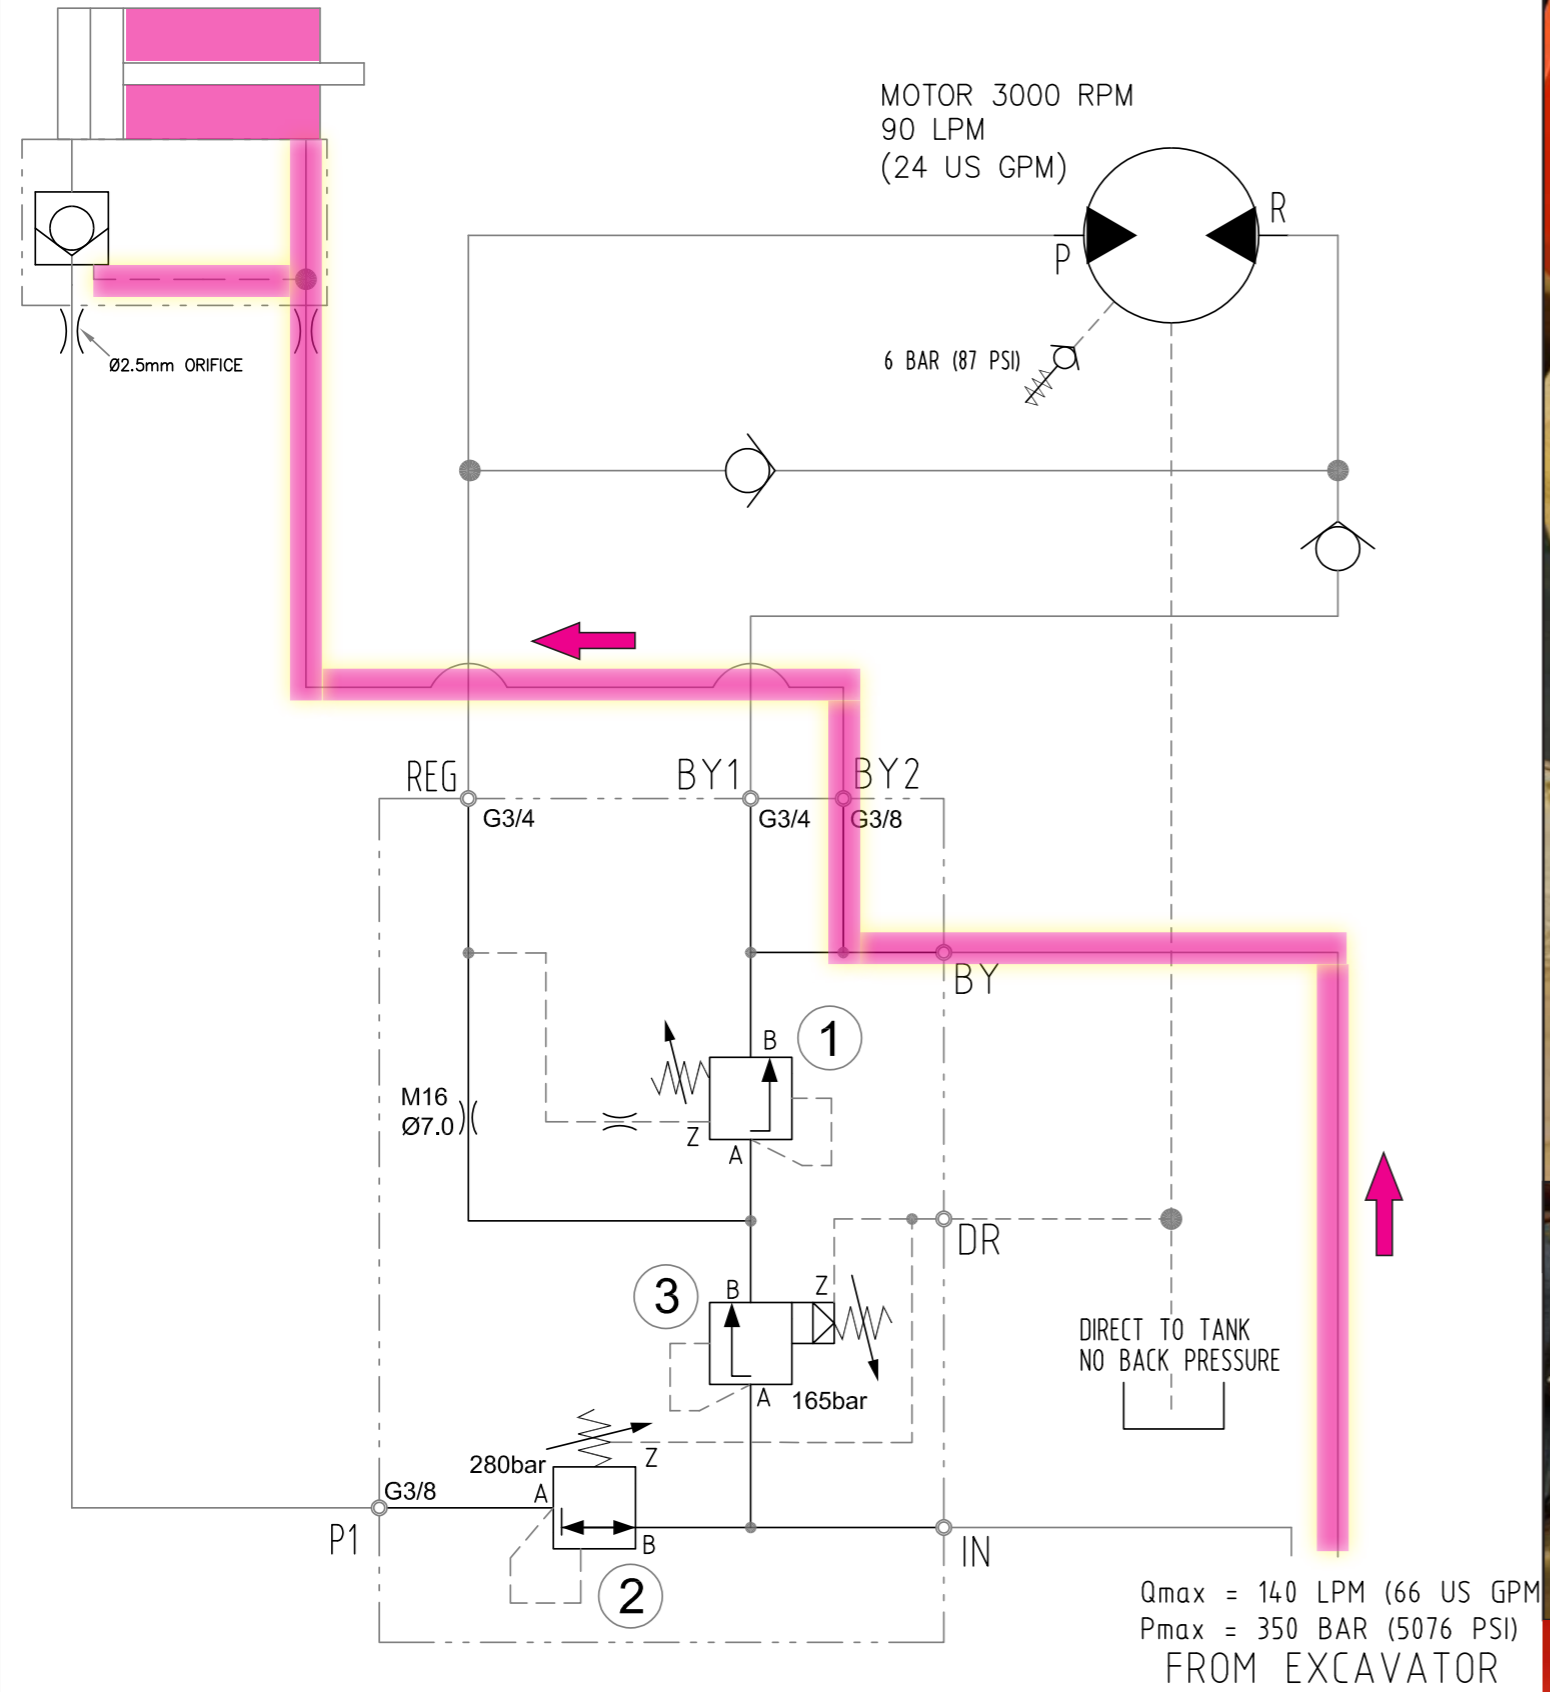 MOTOR 3000 RPM
90 LPM
(24 US GPM)
R
P
6 BAR (87 PSI)
Ø2.5mm ORIFICE
REG
BY1
BY2
G3/4
G3/4
G3/8
BY
B
1
M16
Ø7.0
Z
A
DR
3
B
Z
DIRECT TO TANK
NO BACK PRESSURE
A
165bar
280bar
Z
G3/8
A
P1
B
IN
2
Qmax = 140 LPM (66 US GPM
Pmax = 350 BAR (5076 PSI)
FROM EXCAVATOR